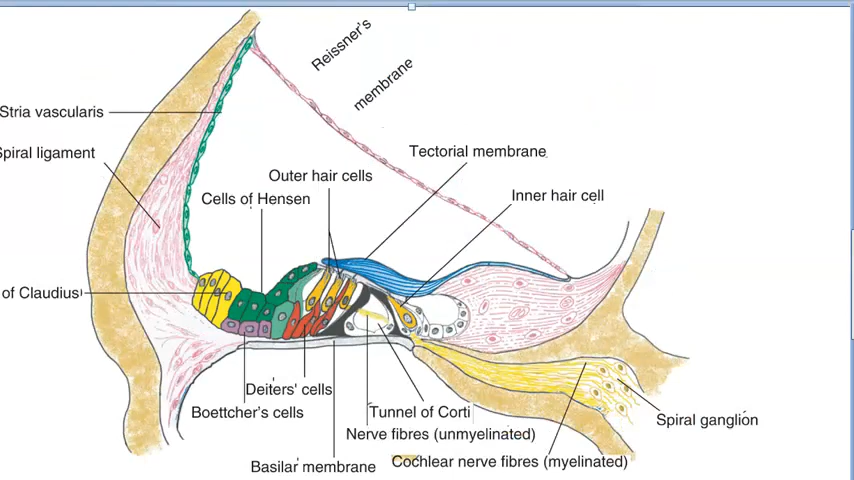 Reissner's
membrane
Stria vascularis
Spiral ligament
Tectorial membrane
Outer hair cells
Inner hair cell
Cells of Hensen
of Claudius
Deiters' cells
Boettcher's cells
Tunnel of Corti
Spiral ganglion
Nerve fibres (unmyelinated)
Basilar membrane
Cochlear nerve fibres (myelinated)